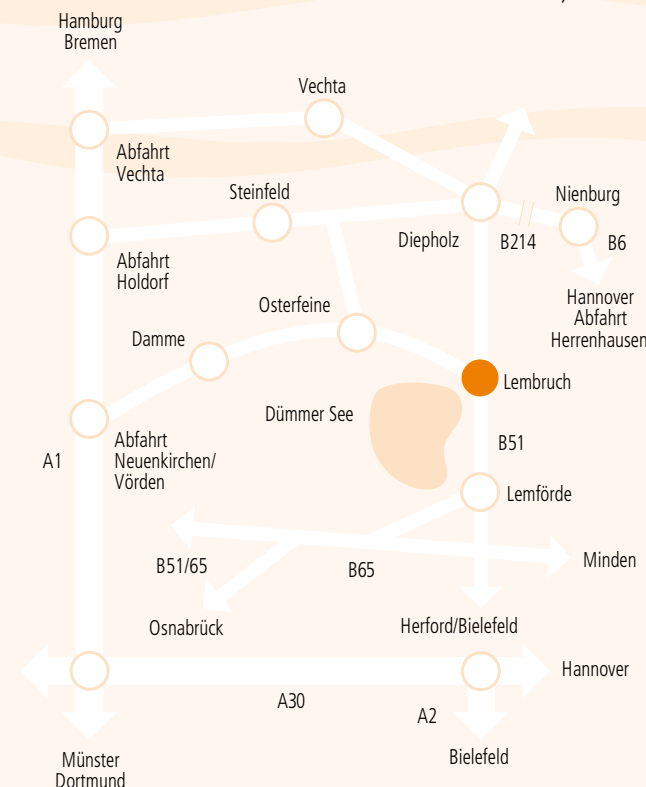 Hamburg
Bremen
Vechta
Abfahrt
Vechta
Steinfeld
Nienburg
Diepholz
B214
B6
Abfahrt
Holdorf
Osterfeine
Hannover
Abfahrt
Herrenhausen
Damme
Lembruch
Dümmer See
Abfahrt
Neuenkirchen/
Vörden
A1
B51
Lemförde
B51/65
B65
Minden
Osnabrück
Herford/Bielefeld
Hannover
A30
A2
Münster
Dortmund
Bielefeld